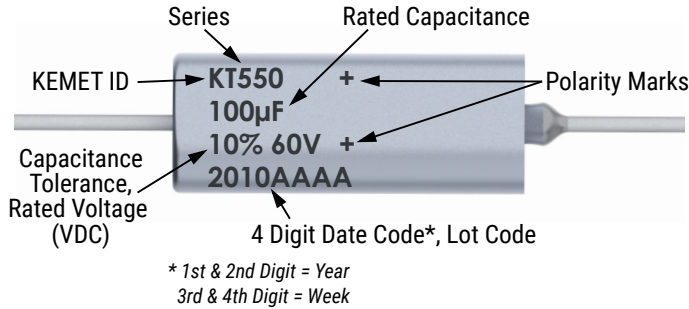 Series
Rated Capacitance
KEMET ID
KT550 +
Polarity Marks
100µF
10% 60V +
Capacitance
Tolerance,
Rated Voltage
(VDC)
2010AAAA
4 Digit Date Code*, Lot Code
* 1st & 2nd Digit = Year
3rd & 4th Digit = Week